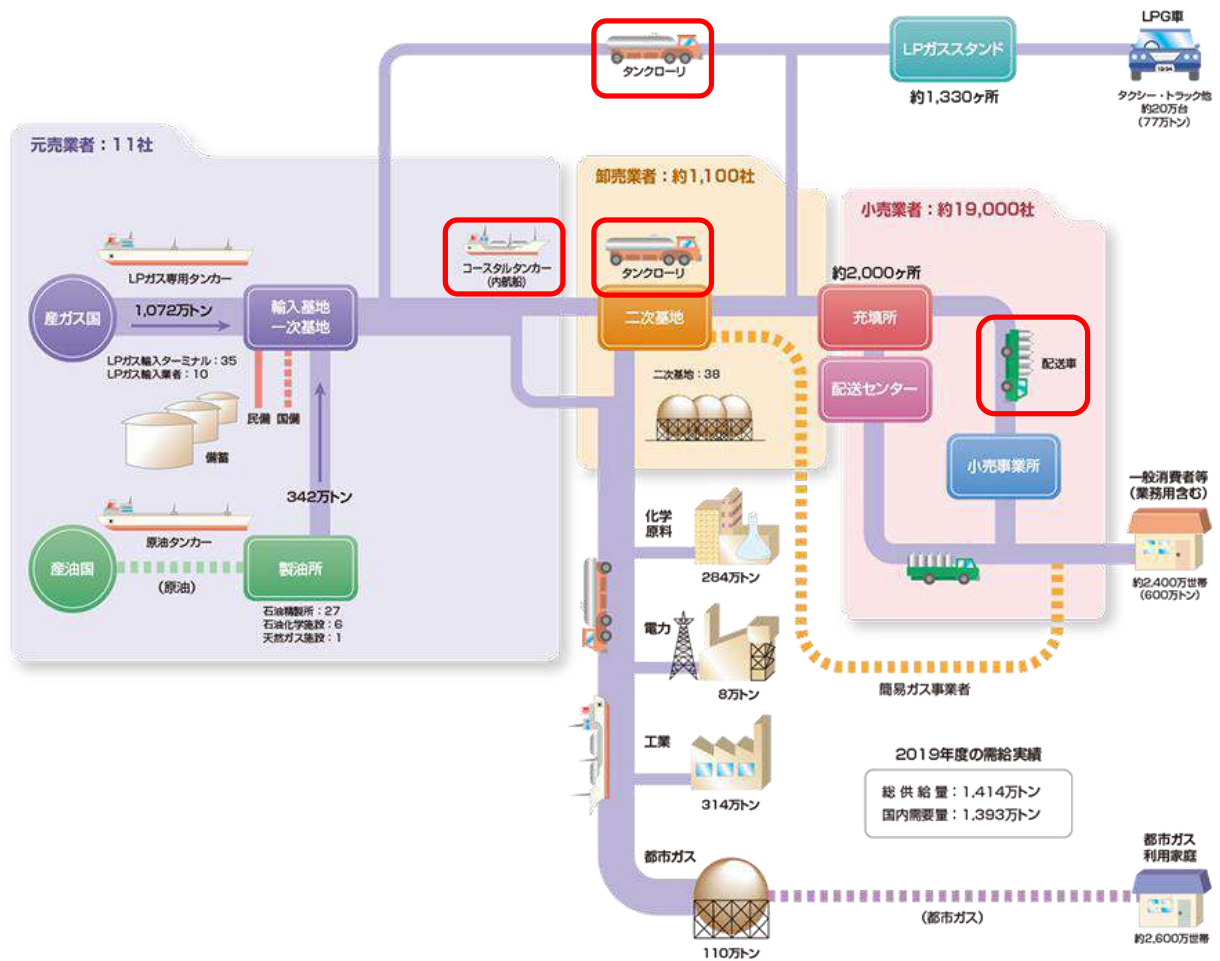 タンクローリ
LPガススタンド
約1,330ヶ所
LPG車
タクシー・トラック他
約20万台
(77万トン)
元売業者：11社
LPガス専用タンカー
産ガス国
1,072万トン
輸入基地
一次基地
LPガス輸入ターミナル：35
LPガス輸入業者：10
民備
国備
備蓄
342万トン
原油タンカー
産油国
(原油)
製油所
石油精製所：27
石油化学施設：6
天然ガス施設：1
コースタルタンカー
(内航船)
卸売業者：約1,100社
タンクローリ
二次基地
二次基地：38
小売業者：約19,000社
約2,000ヶ所
充填所
配送センター
配送車
小売事業所
一般消費者等
(業務用含む)
約2,400万世帯
(600万トン)
簡易ガス事業者
化学
原料
284万トン
電力
8万トン
工業
314万トン
都市ガス
110万トン
2019年度の需給実績
総供給量：1,414万トン
国内需要量：1,393万トン
(都市ガス)
都市ガス
利用家庭
約2,600万世帯